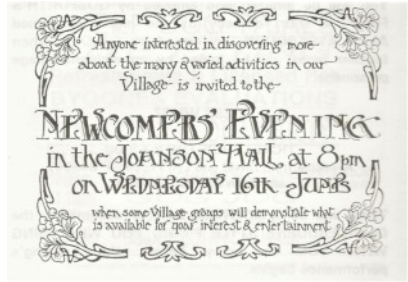 Anyone interested in discovering more
about the many & varied activities in our
Village is invited to the
NEWCOMERS' EVENING
in the JOHNSON HALL, at 8pm
on WEDNESDAY 16th JUNE
when some Village groups will demonstrate what
is available for your interest & entertainment